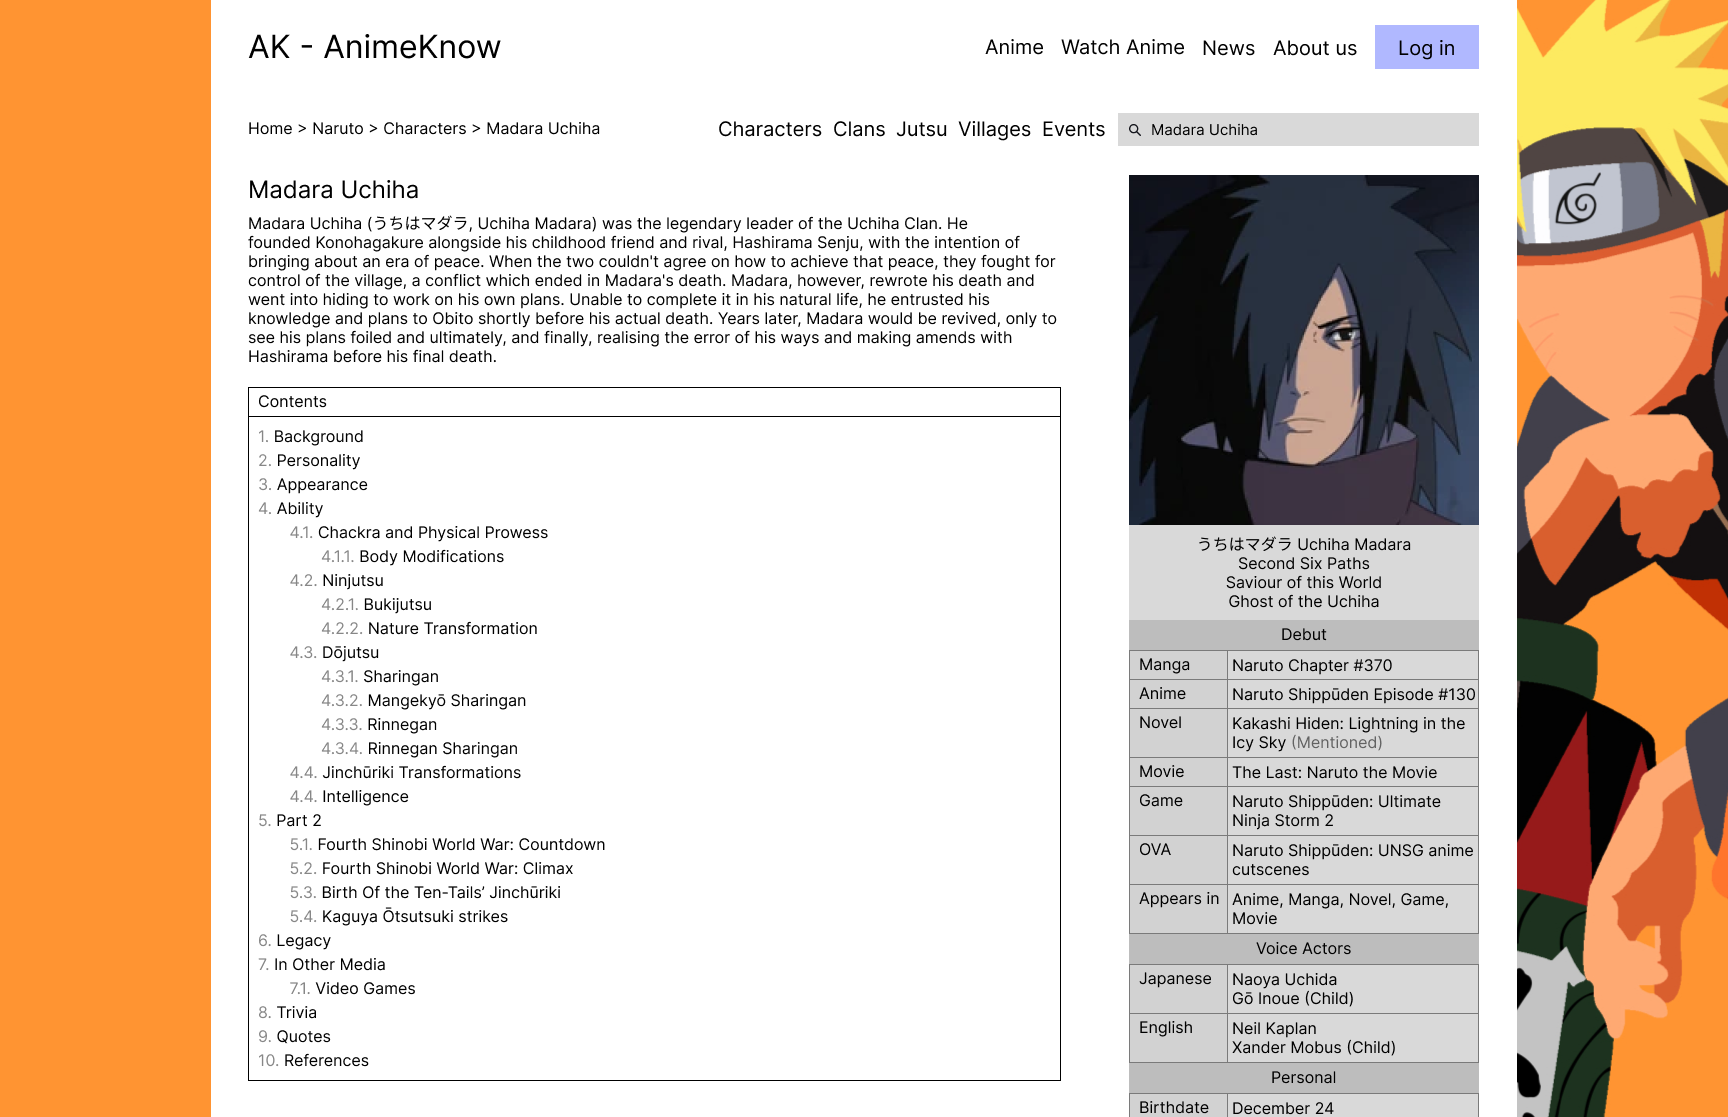 AK - AnimeKnow
Anime
Watch Anime
News
About us
Log in
Home > Naruto > Characters > Madara Uchiha
Characters
Clans
Jutsu
Villages
Events
Madara Uchiha
Madara Uchiha
Madara Uchiha (うちはマダラ, Uchiha Madara) was the legendary leader of the Uchiha Clan. He
founded Konohagakure alongside his childhood friend and rival, Hashirama Senju, with the intention of
bringing about an era of peace. When the two couldn't agree on how to achieve that peace, they fought for
control of the village, a conflict which ended in Madara's death. Madara, however, rewrote his death and
went into hiding to work on his own plans. Unable to complete it in his natural life, he entrusted his
knowledge and plans to Obito shortly before his actual death. Years later, Madara would be revived, only to
see his plans foiled and ultimately, and finally, realising the error of his ways and making amends with
Hashirama before his final death.
Contents
1. Background
2. Personality
3. Appearance
4. Ability
4.1. Chackra and Physical Prowess
4.1.1. Body Modifications
4.2. Ninjutsu
4.2.1. Bukijutsu
4.2.2. Nature Transformation
4.3. Dōjutsu
4.3.1. Sharingan
4.3.2. Mangekyō Sharingan
4.3.3. Rinnegan
4.3.4. Rinnegan Sharingan
4.4. Jinchūriki Transformations
4.4. Intelligence
5. Part 2
5.1. Fourth Shinobi World War: Countdown
5.2. Fourth Shinobi World War: Climax
5.3. Birth Of the Ten-Tails’ Jinchūriki
5.4. Kaguya Ōtsutsuki strikes
6. Legacy
7. In Other Media
7.1. Video Games
8. Trivia
9. Quotes
10. References
うちはマダラ Uchiha Madara
Second Six Paths
Saviour of this World
Ghost of the Uchiha
Debut
Manga
Naruto Chapter #370
Anime
Naruto Shippūden Episode #130
Novel
Kakashi Hiden: Lightning in the
Icy Sky (Mentioned)
Movie
The Last: Naruto the Movie
Game
Naruto Shippūden: Ultimate
Ninja Storm 2
OVA
Naruto Shippūden: UNSG anime
cutscenes
Appears in
Anime, Manga, Novel, Game,
Movie
Voice Actors
Japanese
Naoya Uchida
Gō Inoue (Child)
English
Neil Kaplan
Xander Mobus (Child)
Personal
Birthdate
December 24